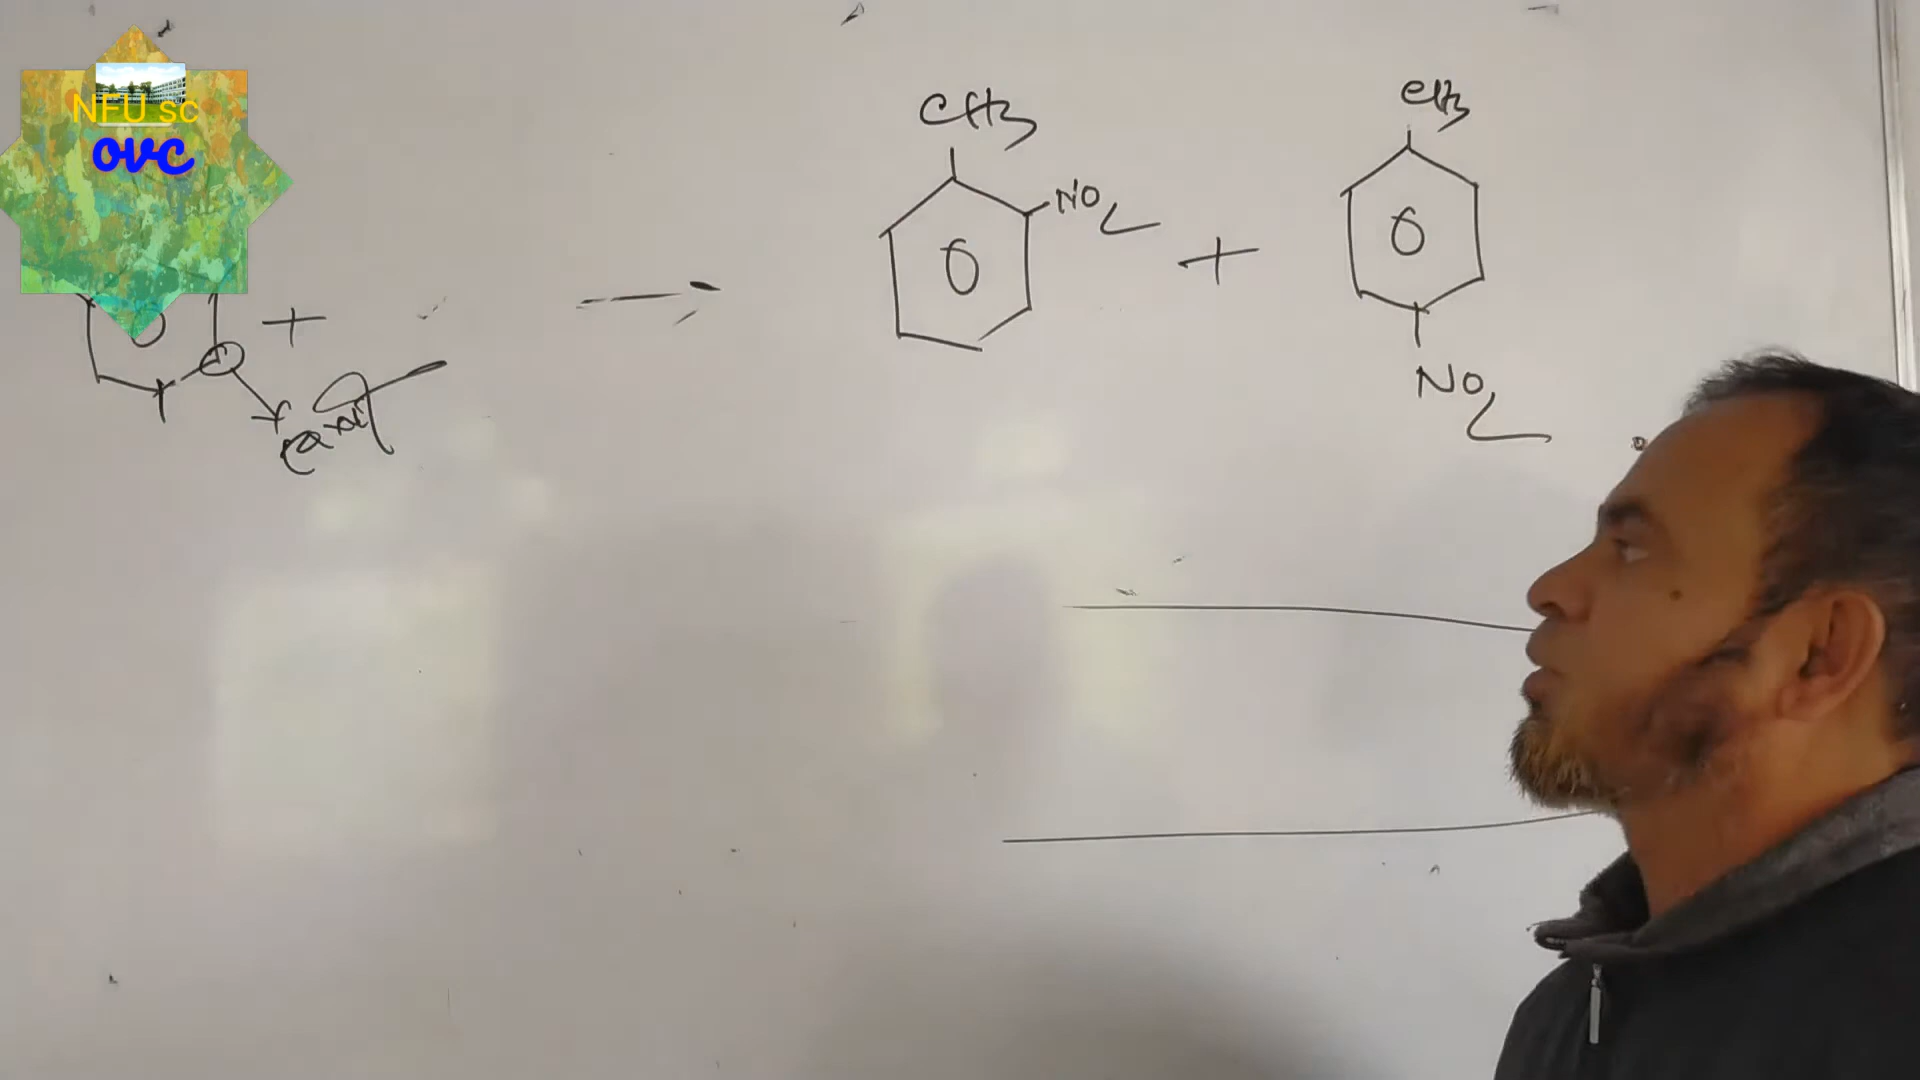 NFU SC
ovc
CH3
NO2
+
CH3
NO2
+